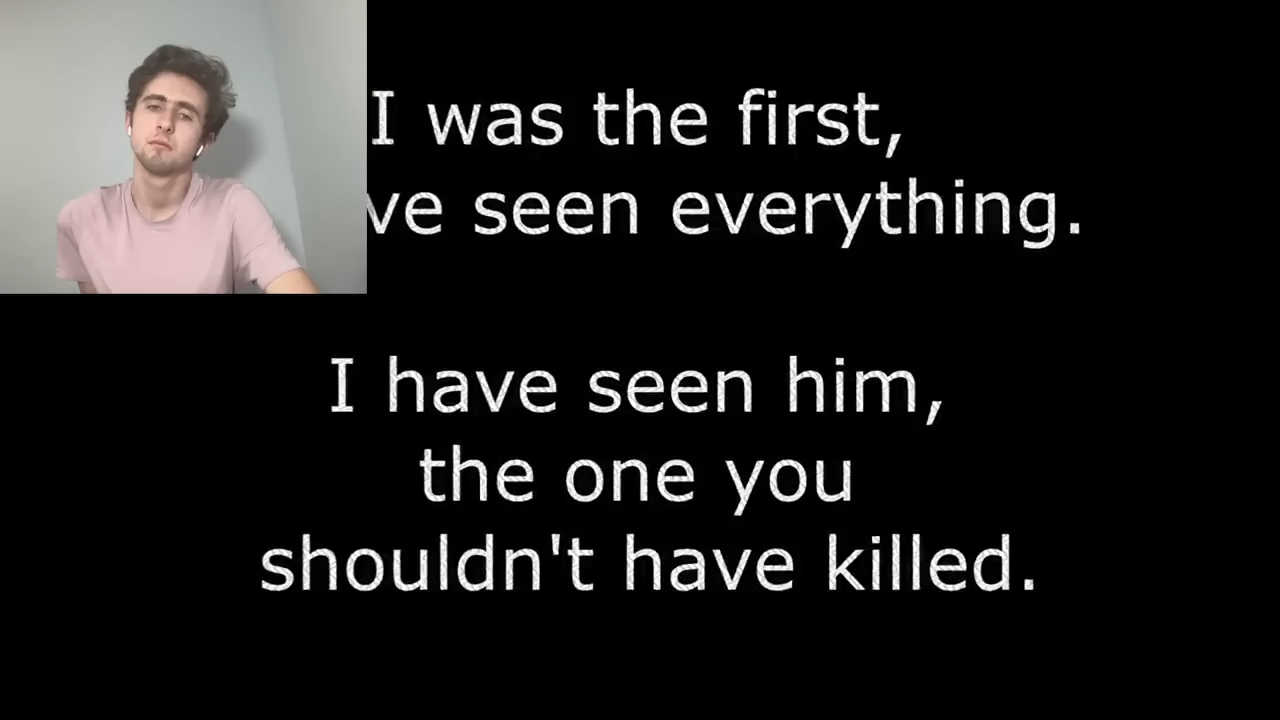 I was the first,
ve seen everything.
I have seen him,
the one you
shouldn't have killed.